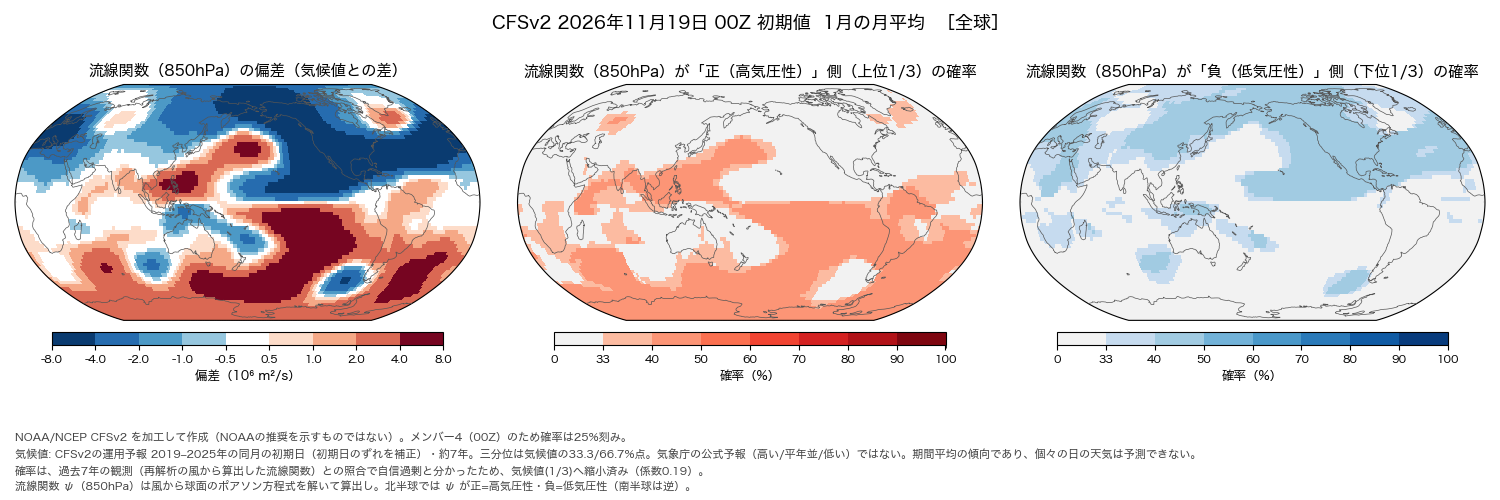 CFSv2 2026年11月19日 00Z 初期値 1月の月平均 ［全球］
流線関数（850hPa）の偏差（気候値との差）
流線関数（850hPa）が「正（高気圧性）」側（上位1/3）の確率
流線関数（850hPa）が「負（低気圧性）」側（下位1/3）の確率
-8.0 -4.0 -2.0 -1.0 -0.5 0.5 1.0 2.0 4.0 8.0
偏差（10⁶ m²/s）
0 33 40 50 60 70 80 90 100
確率（%）
0 33 40 50 60 70 80 90 100
確率（%）
NOAA/NCEP CFSv2 を加工して作成（NOAAの推奨を示すものではない）。メンバー4（00Z）のため確率は25%刻み。
気候値: CFSv2の運用予報 2019–2025年の同月の初期日（初期日のずれを補正）・約7年。三分位は気候値の33.3/66.7%点。気象庁の公式予報（高い/平年並/低い）ではない。期間平均の傾向であり、個々の日の天気は予測できない。
確率は、過去7年の観測（再解析の風から算出した流線関数）との照合で自信過剰と分かったため、気候値(1/3)へ縮小済み（係数0.19）。
流線関数 ψ（850hPa）は風から球面のポアソン方程式を解いて算出し。北半球では ψ が正=高気圧性・負=低気圧性（南半球は逆）。